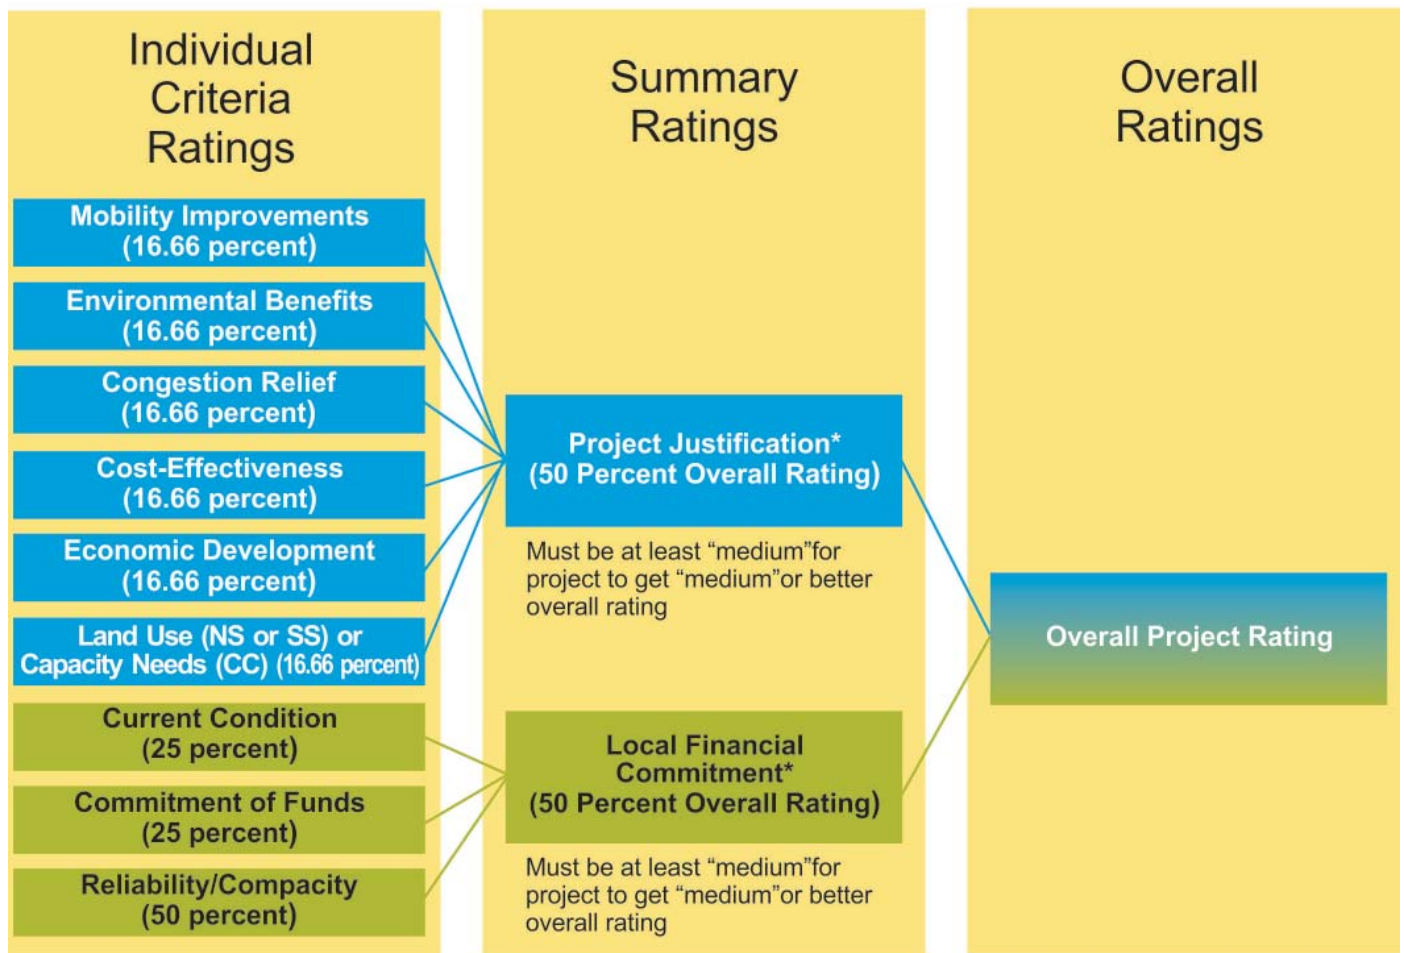 Individual
Criteria
Ratings
Mobility Improvements
(16.66 percent)
Environmental Benefits
(16.66 percent)
Congestion Relief
(16.66 percent)
Cost-Effectiveness
(16.66 percent)
Economic Development
(16.66 percent)
Land Use (NS or SS) or
Capacity Needs (CC) (16.66 percent)
Current Condition
(25 percent)
Commitment of Funds
(25 percent)
Reliability/Compacity
(50 percent)
Summary
Ratings
Project Justification*
(50 Percent Overall Rating)
Must be at least “medium”for
project to get “medium”or better
overall rating
Local Financial
Commitment*
(50 Percent Overall Rating)
Must be at least “medium”for
project to get “medium”or better
overall rating
Overall
Ratings
Overall Project Rating